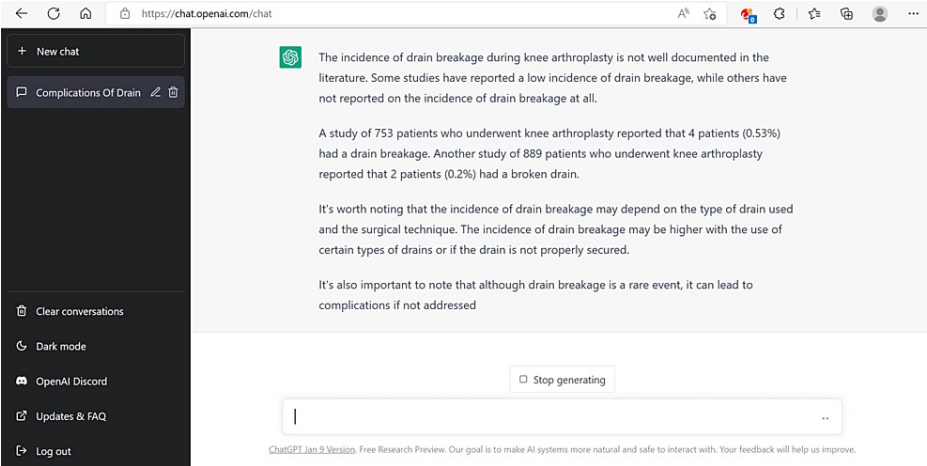 https://chat.openai.com/chat
New chat
Complications Of Drain
The incidence of drain breakage during knee arthroplasty is not well documented in the
literature. Some studies have reported a low incidence of drain breakage, while others have
not reported on the incidence of drain breakage at all.
A study of 753 patients who underwent knee arthroplasty reported that 4 patients (0.53%)
had a drain breakage. Another study of 889 patients who underwent knee arthroplasty
reported that 2 patients (0.2%) had a broken drain.
It's worth noting that the incidence of drain breakage may depend on the type of drain used
and the surgical technique. The incidence of drain breakage may be higher with the use of
certain types of drains or if the drain is not properly secured.
It's also important to note that although drain breakage is a rare event, it can lead to
complications if not addressed
Clear conversations
Dark mode
OpenAI Discord
Updates & FAQ
Log out
Stop generating
ChatGPT Jan 9 Version. Free Research Preview. Our goal is to make AI systems more natural and safe to interact with. Your feedback will help us improve.